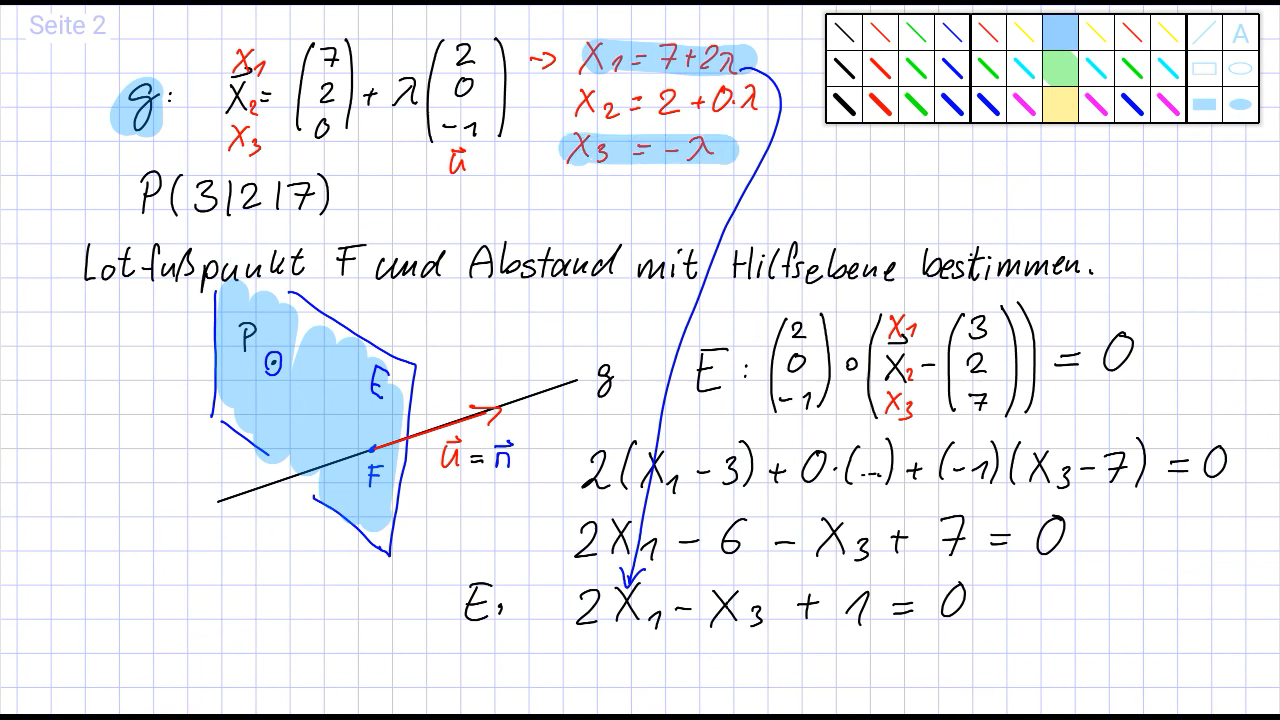 Seite 2
g: X⃗ = (7 2 0) + λ (2 0 -1) → X₁ = 7+2λ
X₁ X₂ X₃ u⃗ X₂ = 2 + 0·λ
X₃ = -λ
P(3|2|7)
Lotfußpunkt F und Abstand mit Hilfsebene bestimmen.
P
E
g
F
u⃗ = n⃗
E: (2 0 -1) ∘ ((X₁ X₂ X₃) - (3 2 7)) = 0
2(X₁-3) + 0·(...) + (-1)(X₃-7) = 0
2X₁ - 6 - X₃ + 7 = 0
E: 2X₁ - X₃ + 1 = 0
A